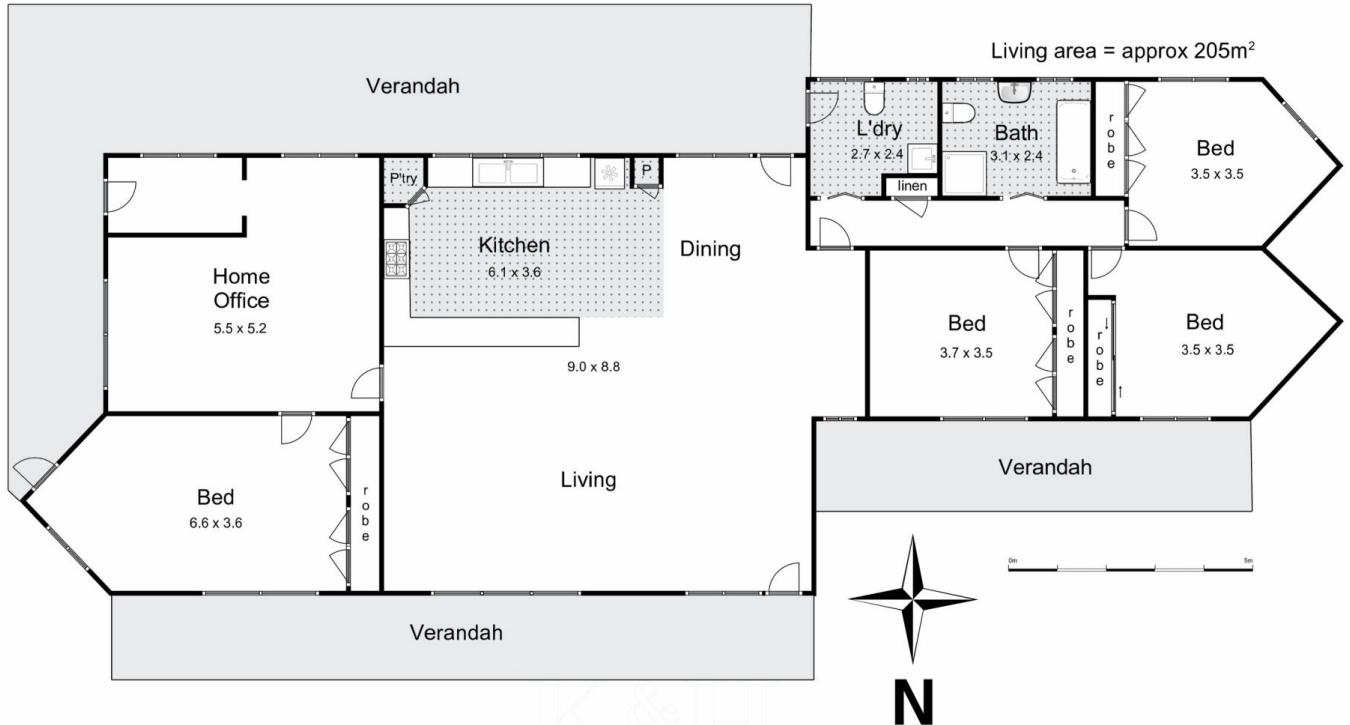 Living area = approx 205m²
Verandah
L'dry
2.7 x 2.4
Bath
3.1 x 2.4
robe
Bed
3.5 x 3.5
P'try
P
linen
Kitchen
6.1 x 3.6
Dining
Home
Office
5.5 x 5.2
Bed
3.7 x 3.5
robe
robe
Bed
3.5 x 3.5
9.0 x 8.8
Living
Bed
6.6 x 3.6
robe
Verandah
0m
5m
Verandah
N